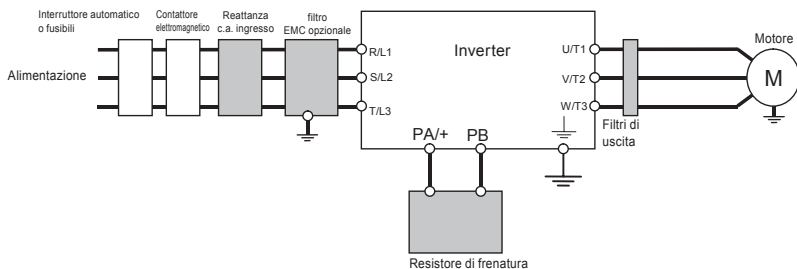 Interruttore automatico
o fusibili
Contattore
elettromagnetico
Reattanza
c.a. ingresso
filtro
EMC opzionale
Alimentazione
R/L1
S/L2
T/L3
Inverter
U/T1
V/T2
W/T3
PA/+
PB
Filtri di
uscita
Motore
M
Resistore di frenatura